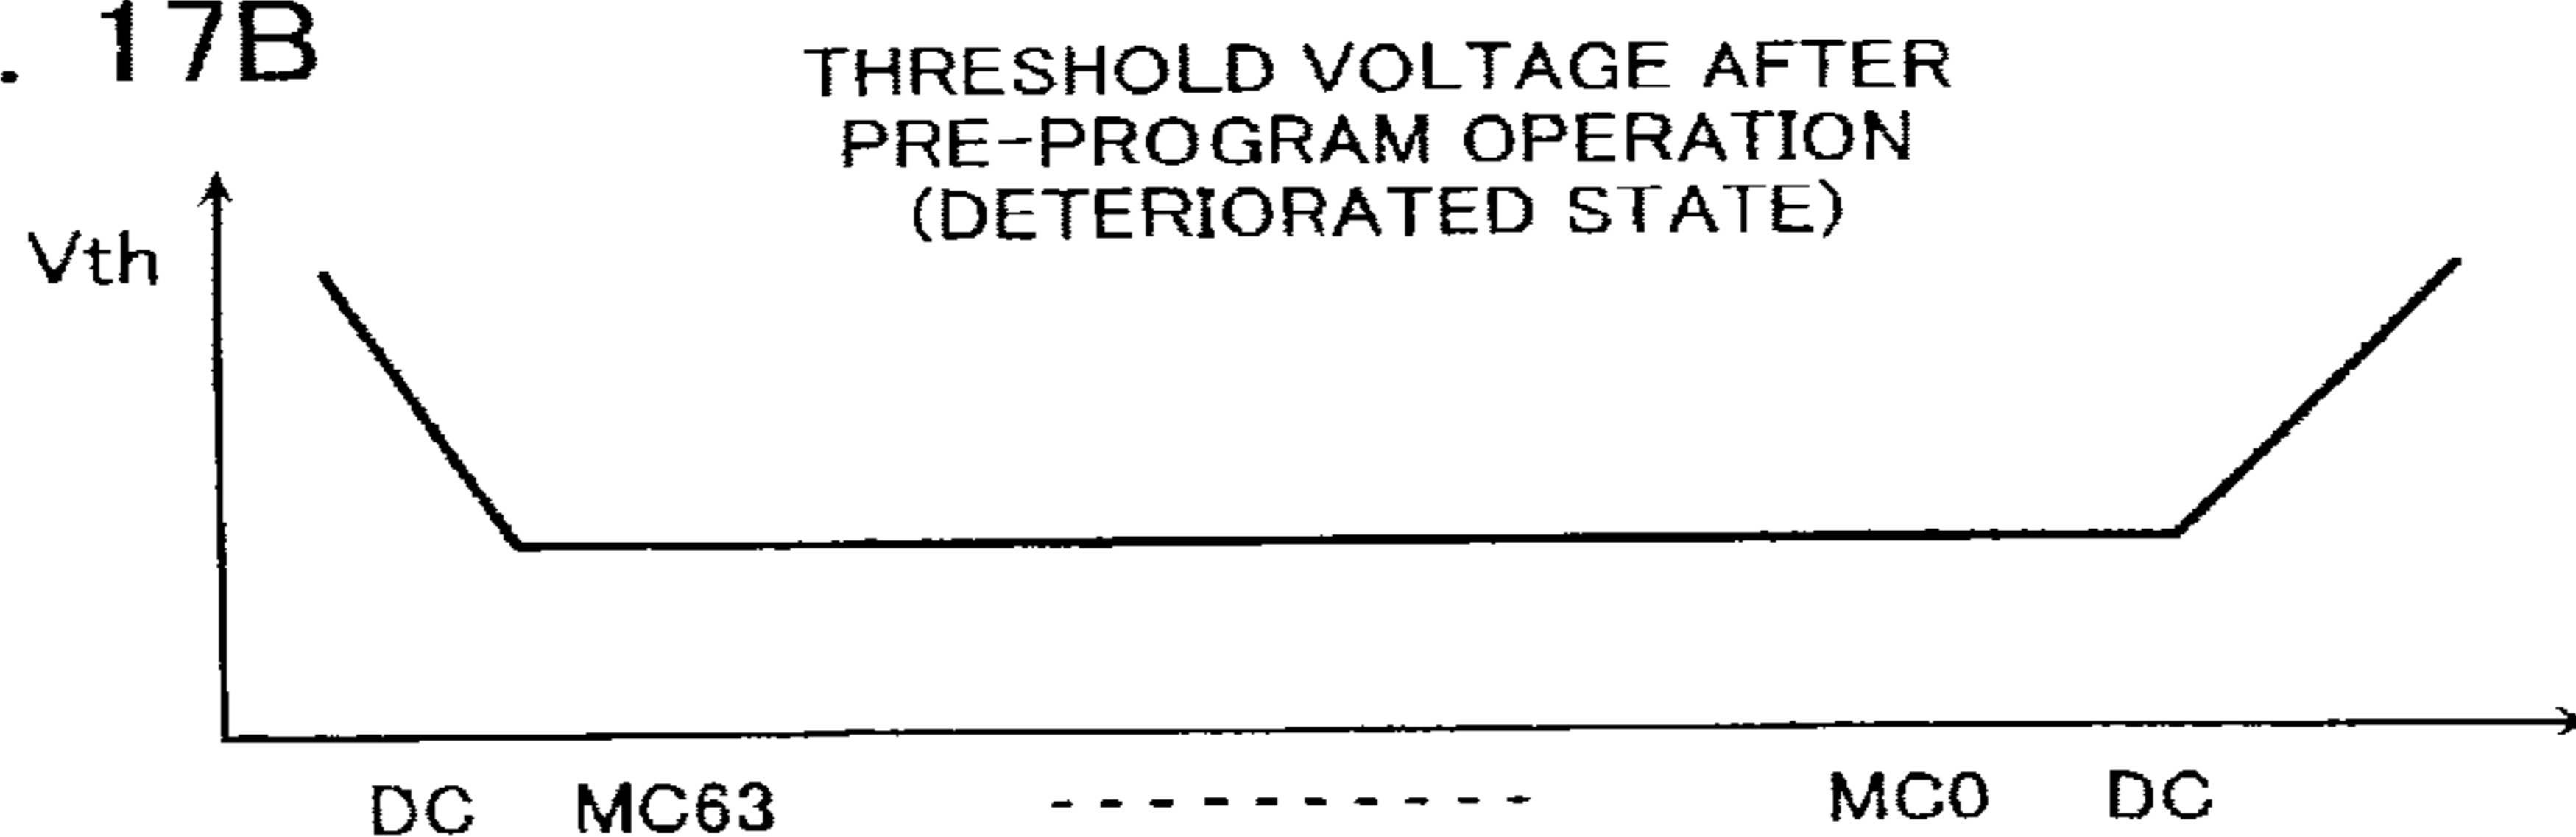 . 17B
THRESHOLD VOLTAGE AFTER
PRE-PROGRAM OPERATION
(DETERIORATED STATE)
Vth
DC MC63 ---------- MC0 DC